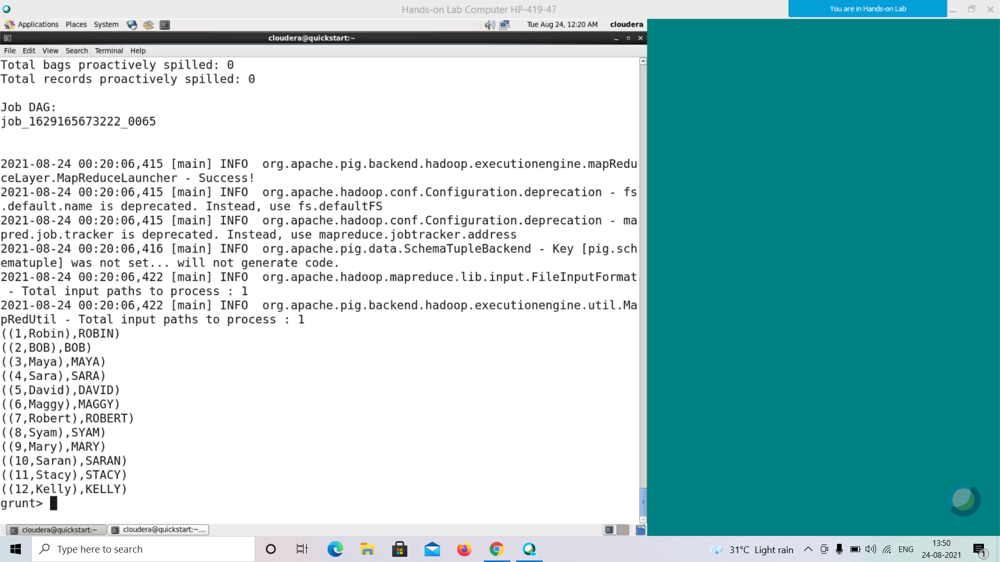 Hands-on Lab Computer HP-419-47
You are in Hands-on Lab
Applications Places System
Tue Aug 24, 12:20 AM cloudera
cloudera@quickstart:~
File Edit View Search Terminal Help
Total bags proactively spilled: 0
Total records proactively spilled: 0
Job DAG:
job_1629165673222_0065
2021-08-24 00:20:06,415 [main] INFO  org.apache.pig.backend.hadoop.executionengine.mapRedu
ceLayer.MapReduceLauncher - Success!
2021-08-24 00:20:06,415 [main] INFO  org.apache.hadoop.conf.Configuration.deprecation - fs
.default.name is deprecated. Instead, use fs.defaultFS
2021-08-24 00:20:06,415 [main] INFO  org.apache.hadoop.conf.Configuration.deprecation - ma
pred.job.tracker is deprecated. Instead, use mapreduce.jobtracker.address
2021-08-24 00:20:06,416 [main] INFO  org.apache.pig.data.SchemaTupleBackend - Key [pig.sch
ematuple] was not set... will not generate code.
2021-08-24 00:20:06,422 [main] INFO  org.apache.hadoop.mapreduce.lib.input.FileInputFormat
 - Total input paths to process : 1
2021-08-24 00:20:06,422 [main] INFO  org.apache.pig.backend.hadoop.executionengine.util.Ma
pRedUtil - Total input paths to process : 1
((1,Robin),ROBIN)
((2,BOB),BOB)
((3,Maya),MAYA)
((4,Sara),SARA)
((5,David),DAVID)
((6,Maggy),MAGGY)
((7,Robert),ROBERT)
((8,Syam),SYAM)
((9,Mary),MARY)
((10,Saran),SARAN)
((11,Stacy),STACY)
((12,Kelly),KELLY)
grunt>
cloudera@quickstart:~
cloudera@quickstart:~...
Type here to search
31°C Light rain
ENG
13:50
24-08-2021
1